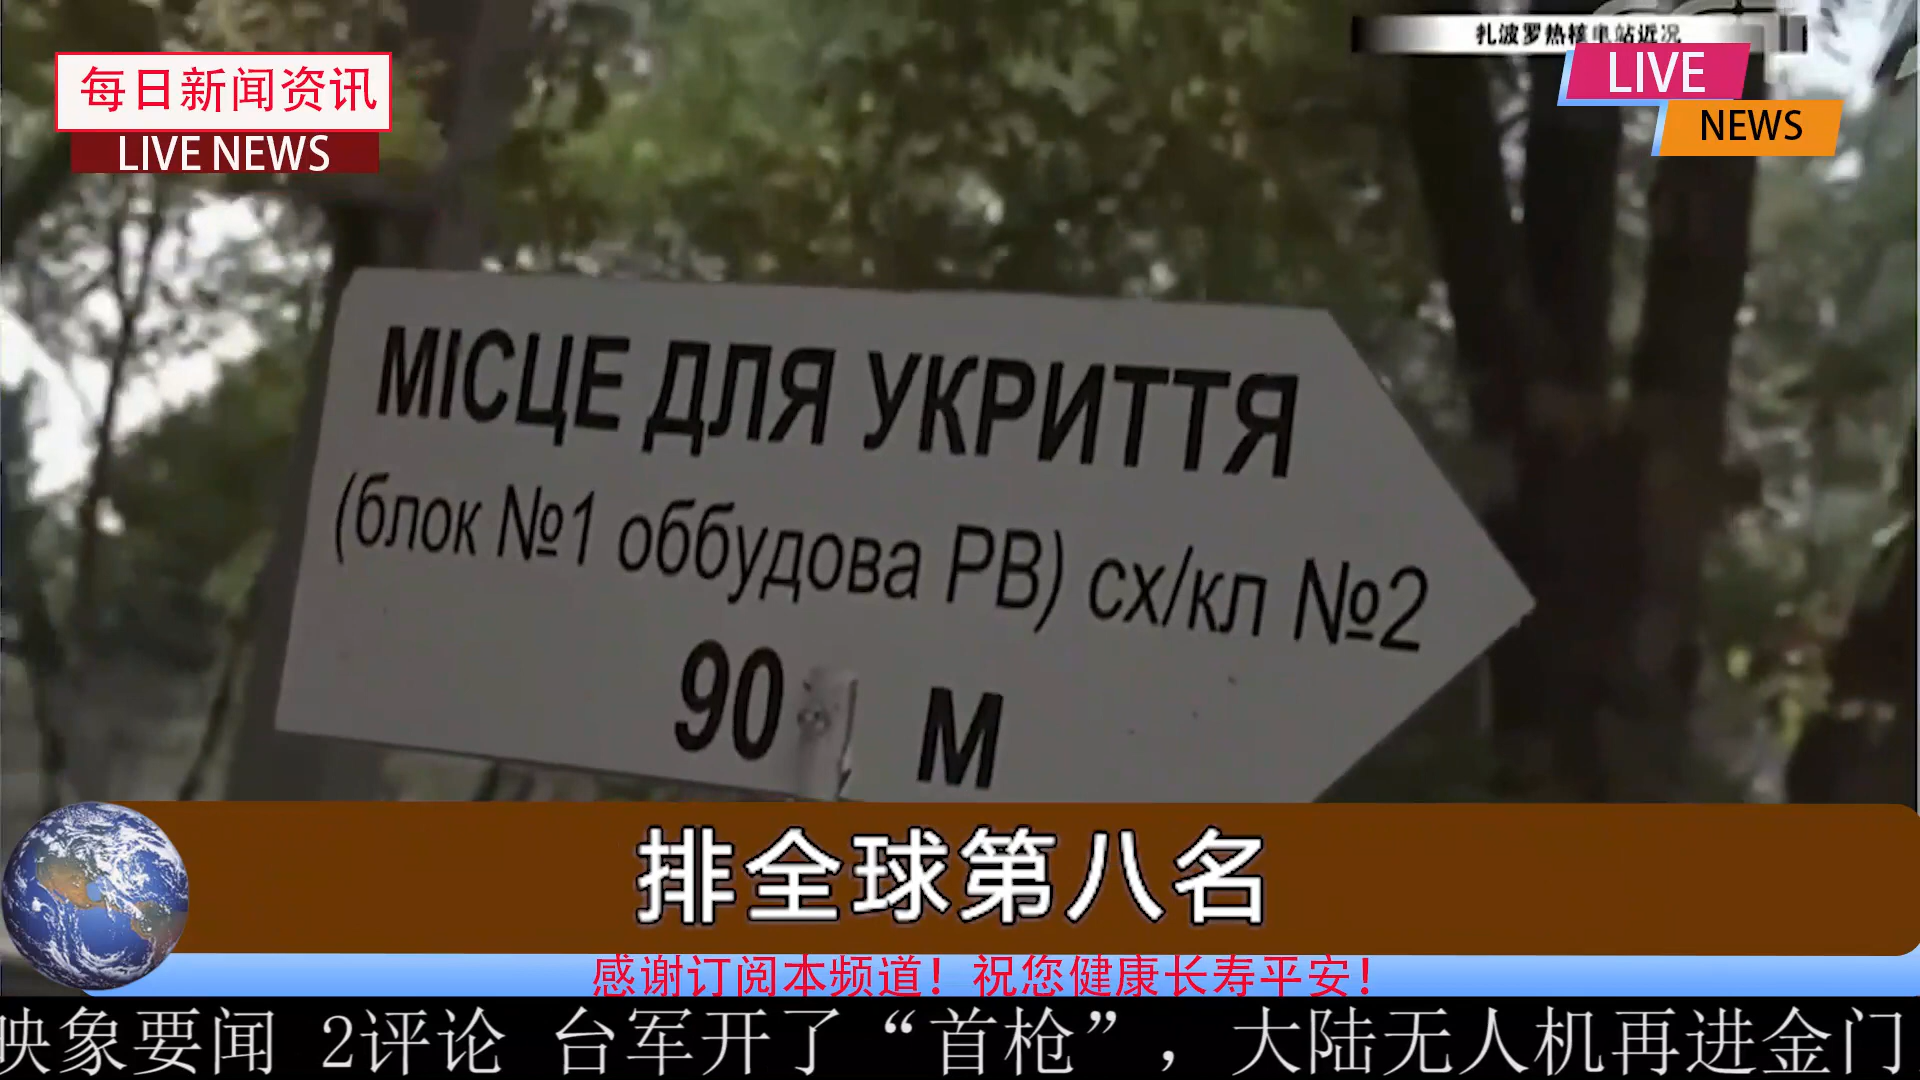 扎波罗热核电站近况
每日新闻资讯
LIVE NEWS
LIVE
NEWS
МІСЦЕ ДЛЯ УКРИТТЯ
(блок №1 оббудова РВ) сх/кл №2
90 М
排全球第八名
感谢订阅本频道！祝您健康长寿平安！
映象要闻 2评论 台军开了“首枪”，大陆无人机再进金门